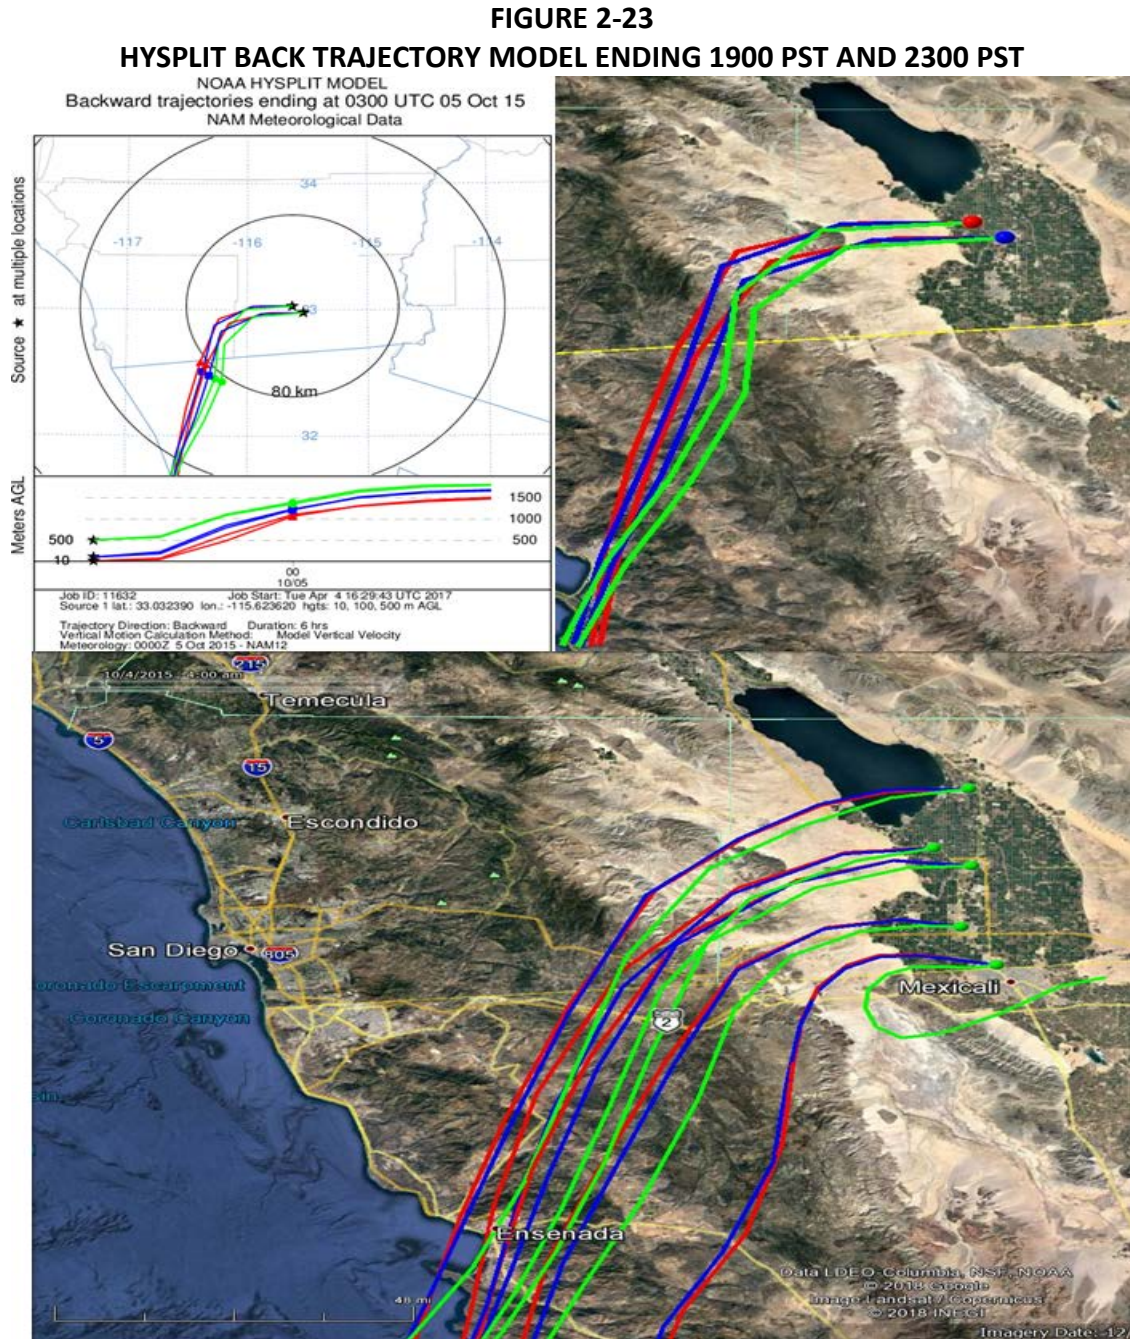 FIGURE 2-23
HYSPLIT BACK TRAJECTORY MODEL ENDING 1900 PST AND 2300 PST
NOAA HYSPLIT MODEL
Backward trajectories ending at 0300 UTC 05 Oct 15
NAM Meteorological Data
Source ★ at multiple locations
34
-117
-116
-115
-114
33
80 km
32
Meters AGL
1500
1000
500
500
10
00
10/05
Job ID: 11632 Job Start: Tue Apr 4 16:29:43 UTC 2017
Source 1 lat.: 33.032390 lon.: -115.623620 hgts: 10, 100, 500 m AGL
Trajectory Direction: Backward Duration: 6 hrs
Vertical Motion Calculation Method: Model Vertical Velocity
Meteorology: 0000Z 5 Oct 2015 - NAM12
215
10/4/2015 4:00 am
Temecula
5
15
Carlsbad Canyon
Escondido
San Diego
805
oronado Escarpment
Mexicali
Coronado Canyon
2
sin
Ensenada
Data LDEO-Columbia, NSF, NOAA
© 2018 Google
Image Landsat / Copernicus
© 2018 INEGI
48 mi
Imagery Date: 12